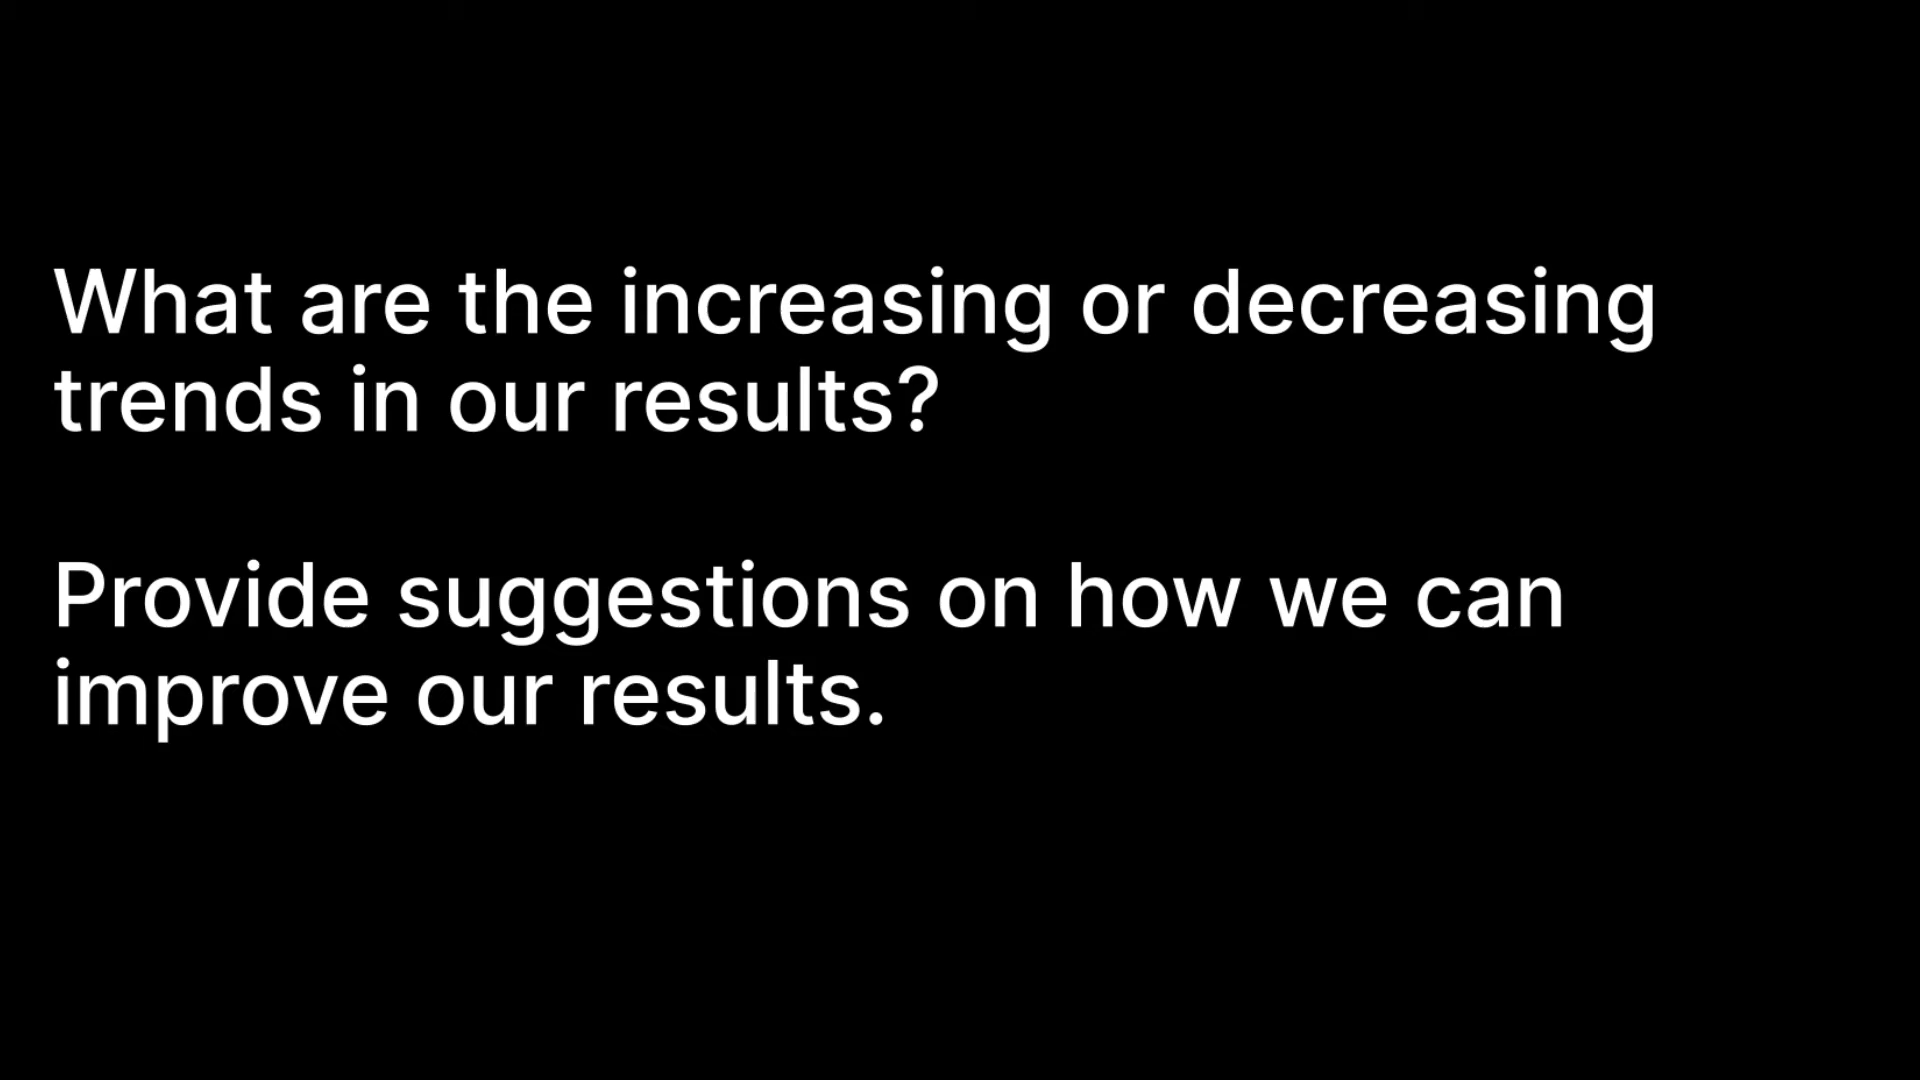 What are the increasing or decreasing
trends in our results?
Provide suggestions on how we can
improve our results.